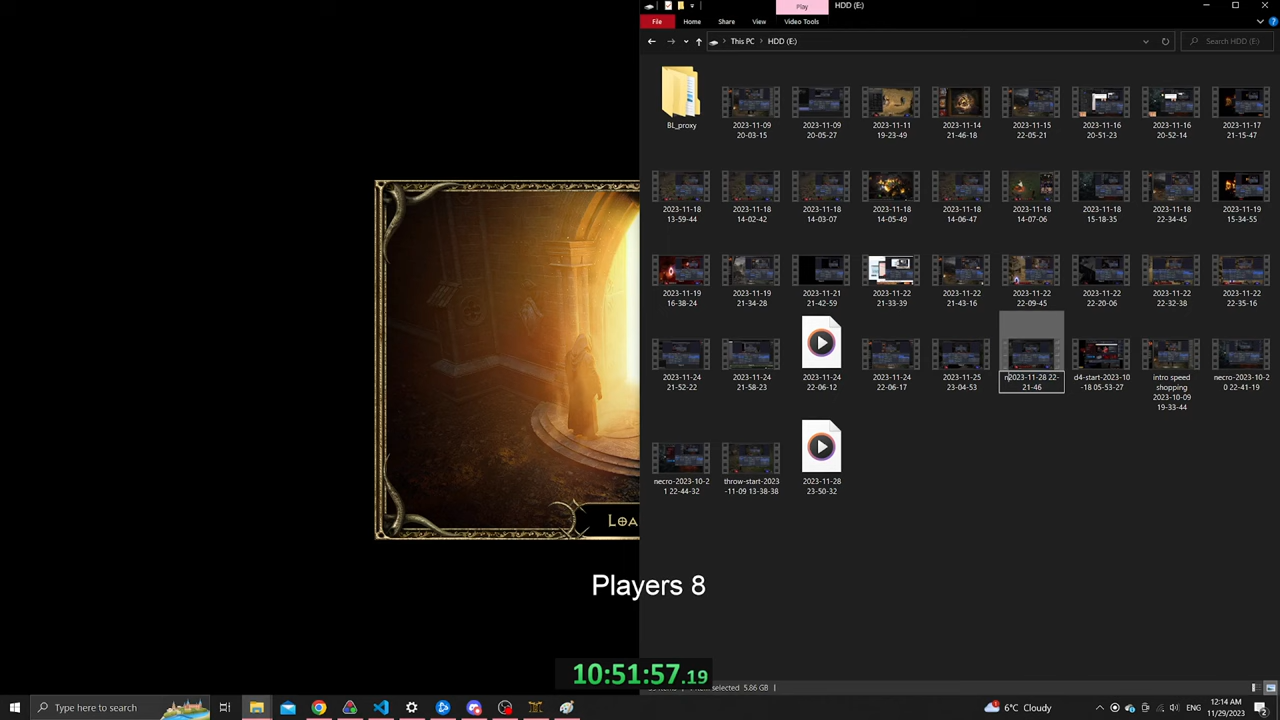 Play
HDD (E:)
File
Home
Share
View
Video Tools
This PC
HDD (E:)
Search HDD (E:)
BL_proxy
2023-11-09 20-03-15
2023-11-09 20-05-27
2023-11-11 19-23-49
2023-11-14 21-46-18
2023-11-15 22-05-21
2023-11-16 20-51-23
2023-11-16 20-52-14
2023-11-17 21-15-47
2023-11-18 13-59-44
2023-11-18 14-02-42
2023-11-18 14-03-07
2023-11-18 14-05-49
2023-11-18 14-06-47
2023-11-18 14-07-06
2023-11-18 15-18-35
2023-11-18 22-34-45
2023-11-19 15-34-55
2023-11-19 16-38-24
2023-11-19 21-34-28
2023-11-21 21-42-59
2023-11-22 21-33-39
2023-11-22 21-43-16
2023-11-22 22-09-45
2023-11-22 22-20-06
2023-11-22 22-32-38
2023-11-22 22-35-16
2023-11-24 21-52-22
2023-11-24 21-58-23
2023-11-24 22-06-12
2023-11-24 22-06-17
2023-11-25 23-04-53
n2023-11-28 22-21-46
d4-start-2023-10-18 05-53-27
intro speed shopping 2023-10-09 19-33-44
necro-2023-10-20 22-41-19
necro-2023-10-21 22-44-32
throw-start-2023-11-09 13-38-38
2023-11-28 23-50-32
Loa
Players 8
10:51:57.19
selected 5.86 GB
Type here to search
6°C Cloudy
ENG
12:14 AM
11/29/2023